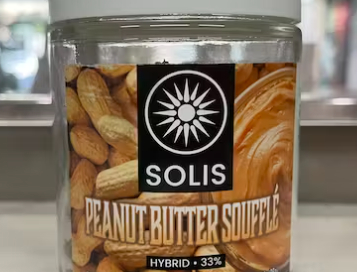 SOLIS
PEANUT BUTTER SOUFFLÉ
HYBRID • 33%